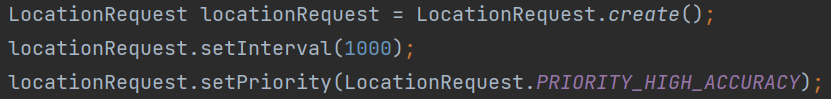 LocationRequest locationRequest = LocationRequest.create();
locationRequest.setInterval(1000);
locationRequest.setPriority(LocationRequest.PRIORITY_HIGH_ACCURACY);